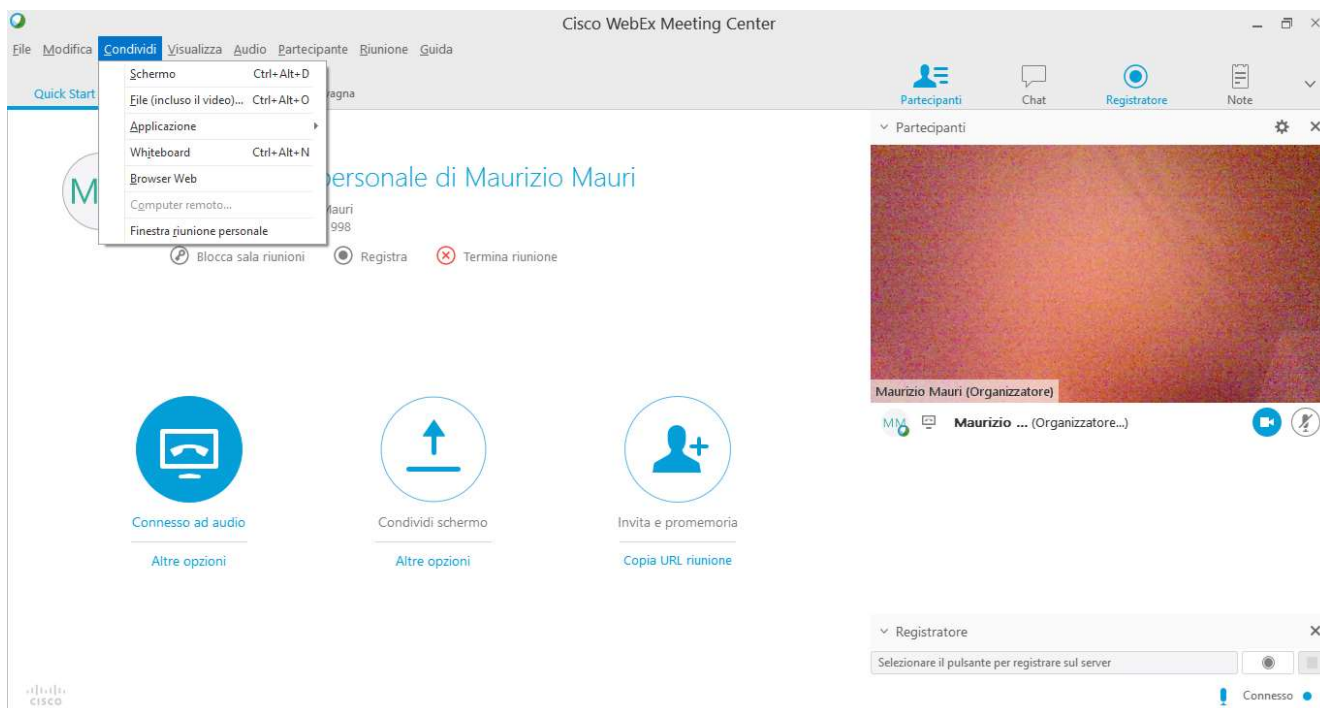 Cisco WebEx Meeting Center
File Modifica Condividi Visualizza Audio Partecipante Riunione Guida
Schermo Ctrl+Alt+D
File (incluso il video)... Ctrl+Alt+O
Applicazione
Whiteboard Ctrl+Alt+N
Browser Web
Computer remoto...
Finestra riunione personale
Quick Start
Partecipanti Chat Registratore Note
Partecipanti
personale di Maurizio Mauri
Mauri
998
Blocca sala riunioni Registra Termina riunione
Maurizio Mauri (Organizzatore)
MM Maurizio ... (Organizzatore...)
Connesso ad audio Condividi schermo Invita e promemoria
Altre opzioni Altre opzioni Copia URL riunione
Registratore
Selezionare il pulsante per registrare sul server
Connesso
CISCO